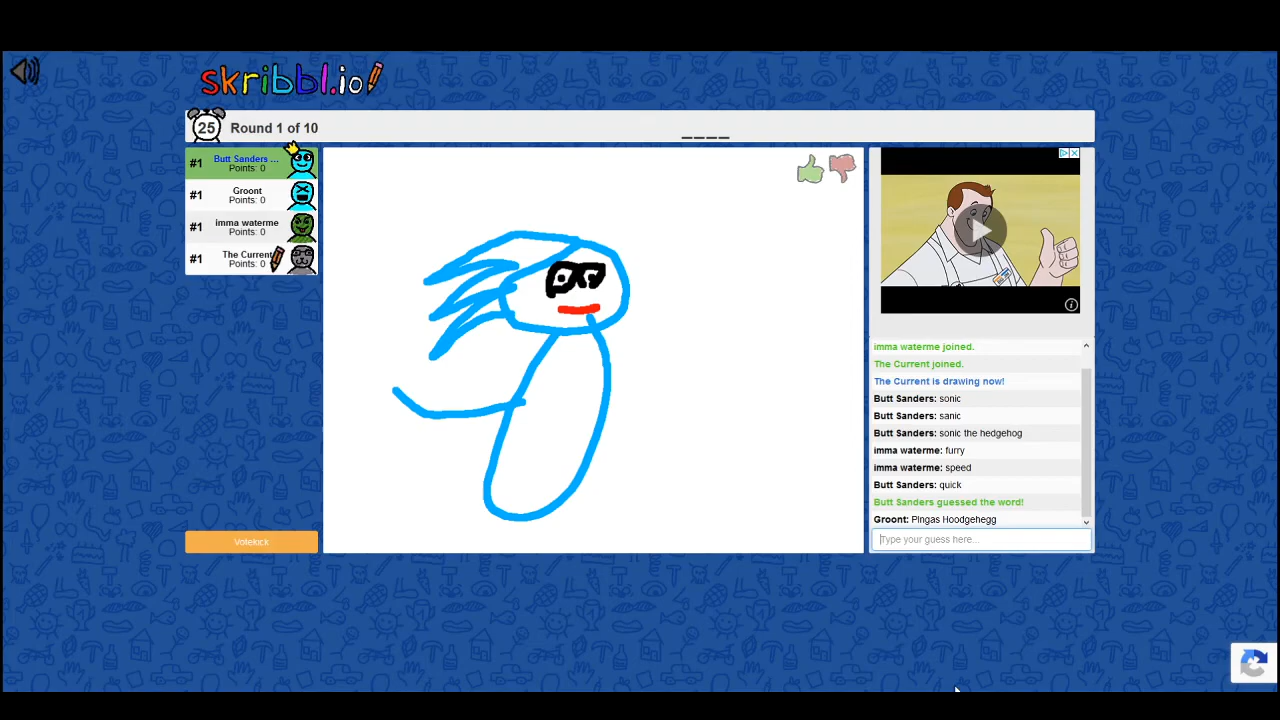 skribbl.io
25
Round 1 of 10
____
#1
Butt Sanders ...
Points: 0
#1
Groont
Points: 0
#1
imma waterme
Points: 0
#1
The Current
Points: 0
Votekick
imma waterme joined.
The Current joined.
The Current is drawing now!
Butt Sanders: sonic
Butt Sanders: sanic
Butt Sanders: sonic the hedgehog
imma waterme: furry
imma waterme: speed
Butt Sanders: quick
Butt Sanders guessed the word!
Groont: PIngas Hoodgehegg
Type your guess here...